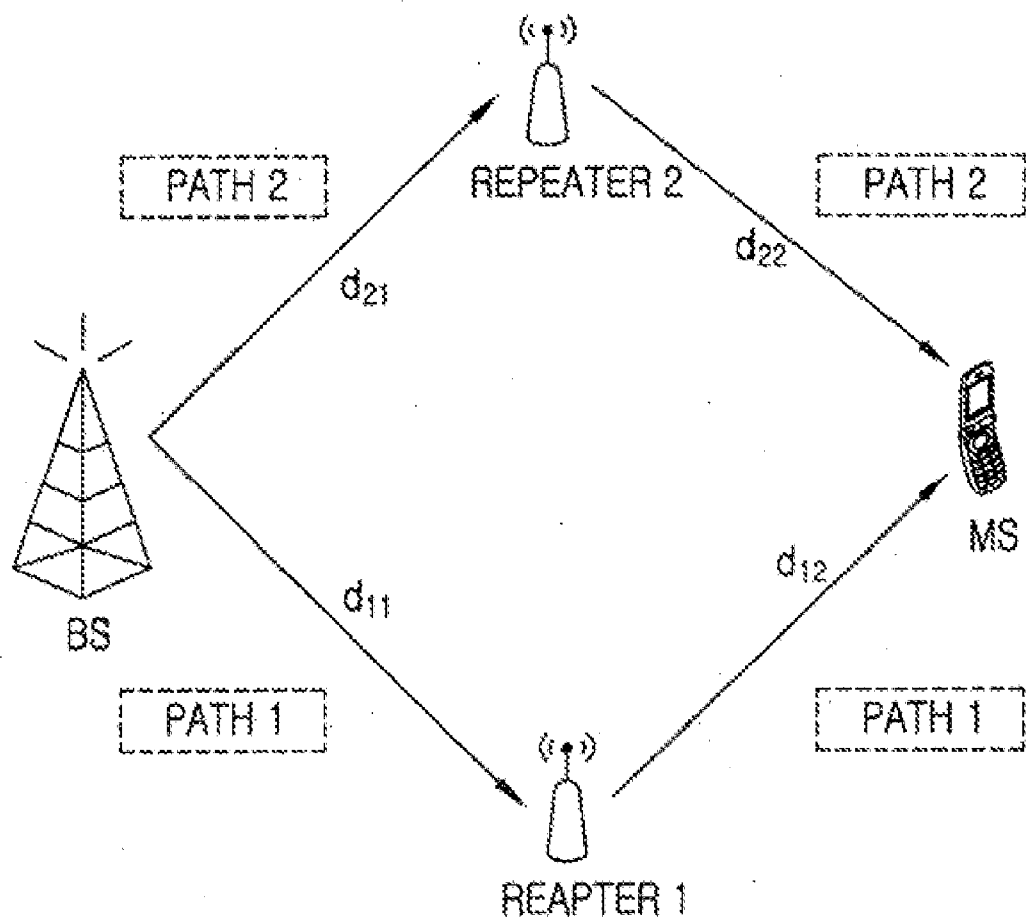 REPEATER 2
PATH 2
PATH 2
d21
d22
BS
MS
d11
d12
PATH 1
PATH 1
REAPTER 1